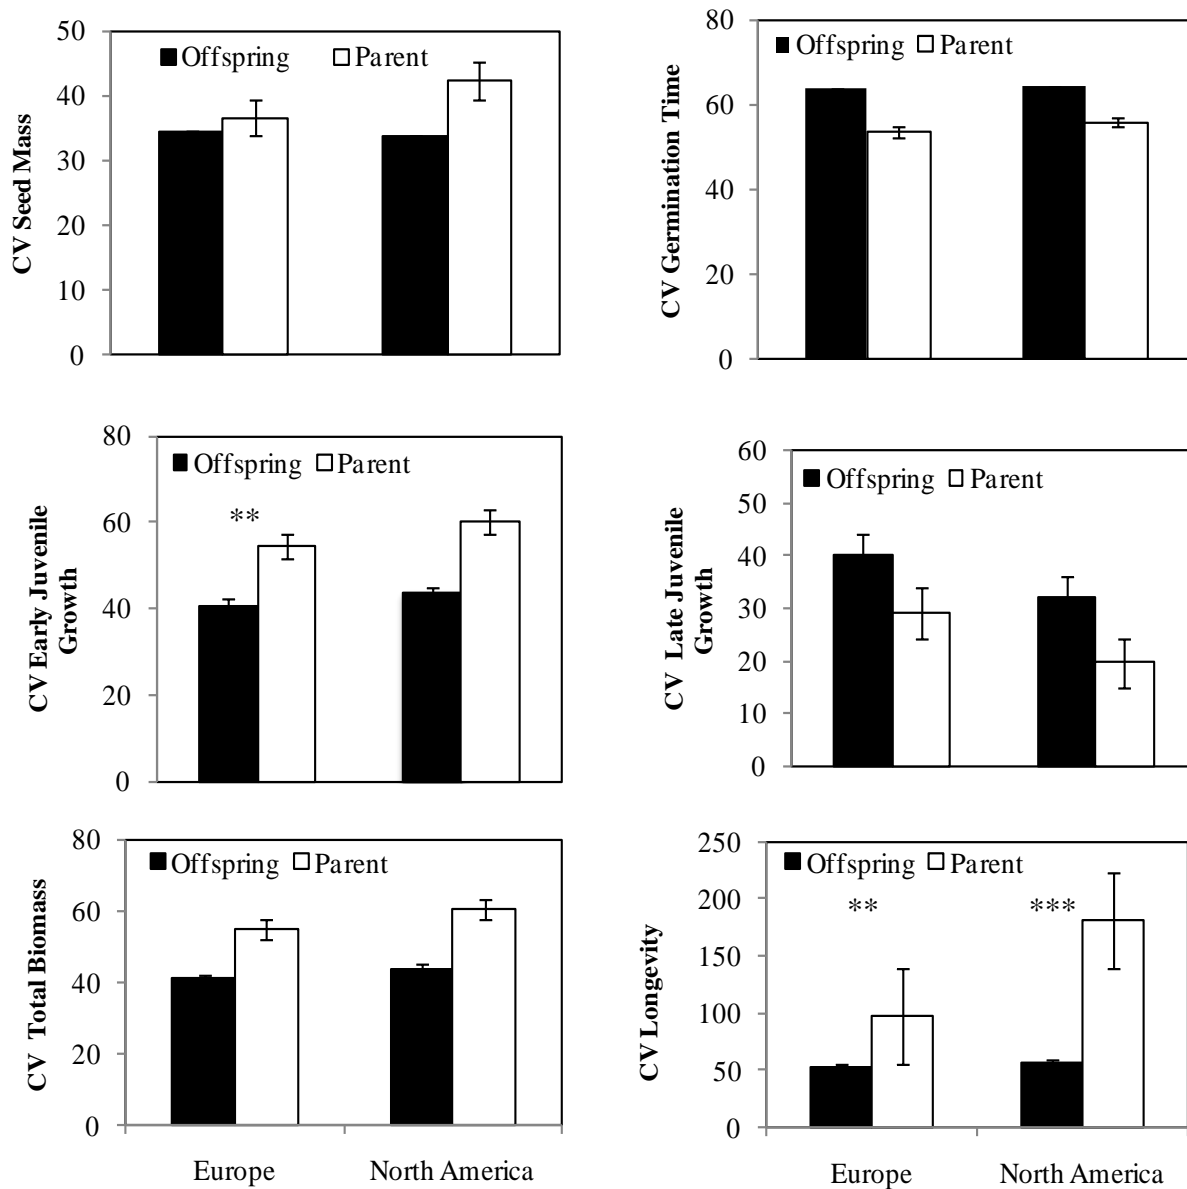 50
40
30
20
10
0
CV Seed Mass
Offspring Parent
80
60
40
20
0
CV Germination Time
Offspring Parent
80
60
40
20
0
CV Early Juvenile
Growth
Offspring Parent
**
60
50
40
30
20
10
0
CV Late Juvenile
Growth
Offspring Parent
80
60
40
20
0
CV Total Biomass
Offspring Parent
Europe North America
250
200
150
100
50
0
CV Longevity
Offspring Parent
** ***
Europe North America